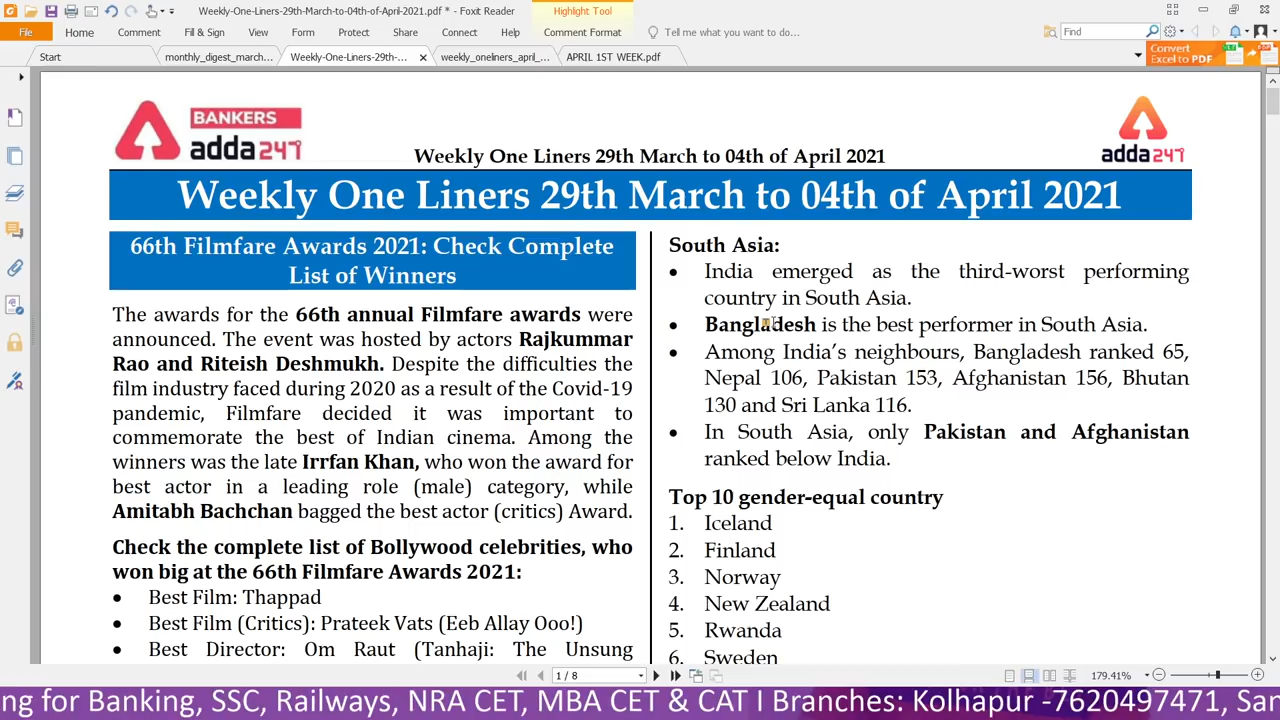 Weekly-One-Liners-29th-March-to-04th-of-April-2021.pdf * - Foxit Reader
Highlight Tool
File Home Comment Fill & Sign View Form Protect Share Connect Help Comment Format Tell me what you want to do... Find
Start monthly_digest_march... Weekly-One-Liners-29th-... weekly_oneliners_april_... APRIL 1ST WEEK.pdf
Convert
Excel to PDF
BANKERS
adda247
Weekly One Liners 29th March to 04th of April 2021
adda247
Weekly One Liners 29th March to 04th of April 2021
66th Filmfare Awards 2021: Check Complete
List of Winners
The awards for the 66th annual Filmfare awards were
announced. The event was hosted by actors Rajkummar
Rao and Riteish Deshmukh. Despite the difficulties the
film industry faced during 2020 as a result of the Covid-19
pandemic, Filmfare decided it was important to
commemorate the best of Indian cinema. Among the
winners was the late Irrfan Khan, who won the award for
best actor in a leading role (male) category, while
Amitabh Bachchan bagged the best actor (critics) Award.
Check the complete list of Bollywood celebrities, who
won big at the 66th Filmfare Awards 2021:
• Best Film: Thappad
• Best Film (Critics): Prateek Vats (Eeb Allay Ooo!)
• Best Director: Om Raut (Tanhaji: The Unsung
South Asia:
• India emerged as the third-worst performing
country in South Asia.
• Bangladesh is the best performer in South Asia.
• Among India's neighbours, Bangladesh ranked 65,
Nepal 106, Pakistan 153, Afghanistan 156, Bhutan
130 and Sri Lanka 116.
• In South Asia, only Pakistan and Afghanistan
ranked below India.
Top 10 gender-equal country
1. Iceland
2. Finland
3. Norway
4. New Zealand
5. Rwanda
6. Sweden
1 / 8
179.41%
ng for Banking, SSC, Railways, NRA CET, MBA CET & CAT I Branches: Kolhapur -7620497471, San